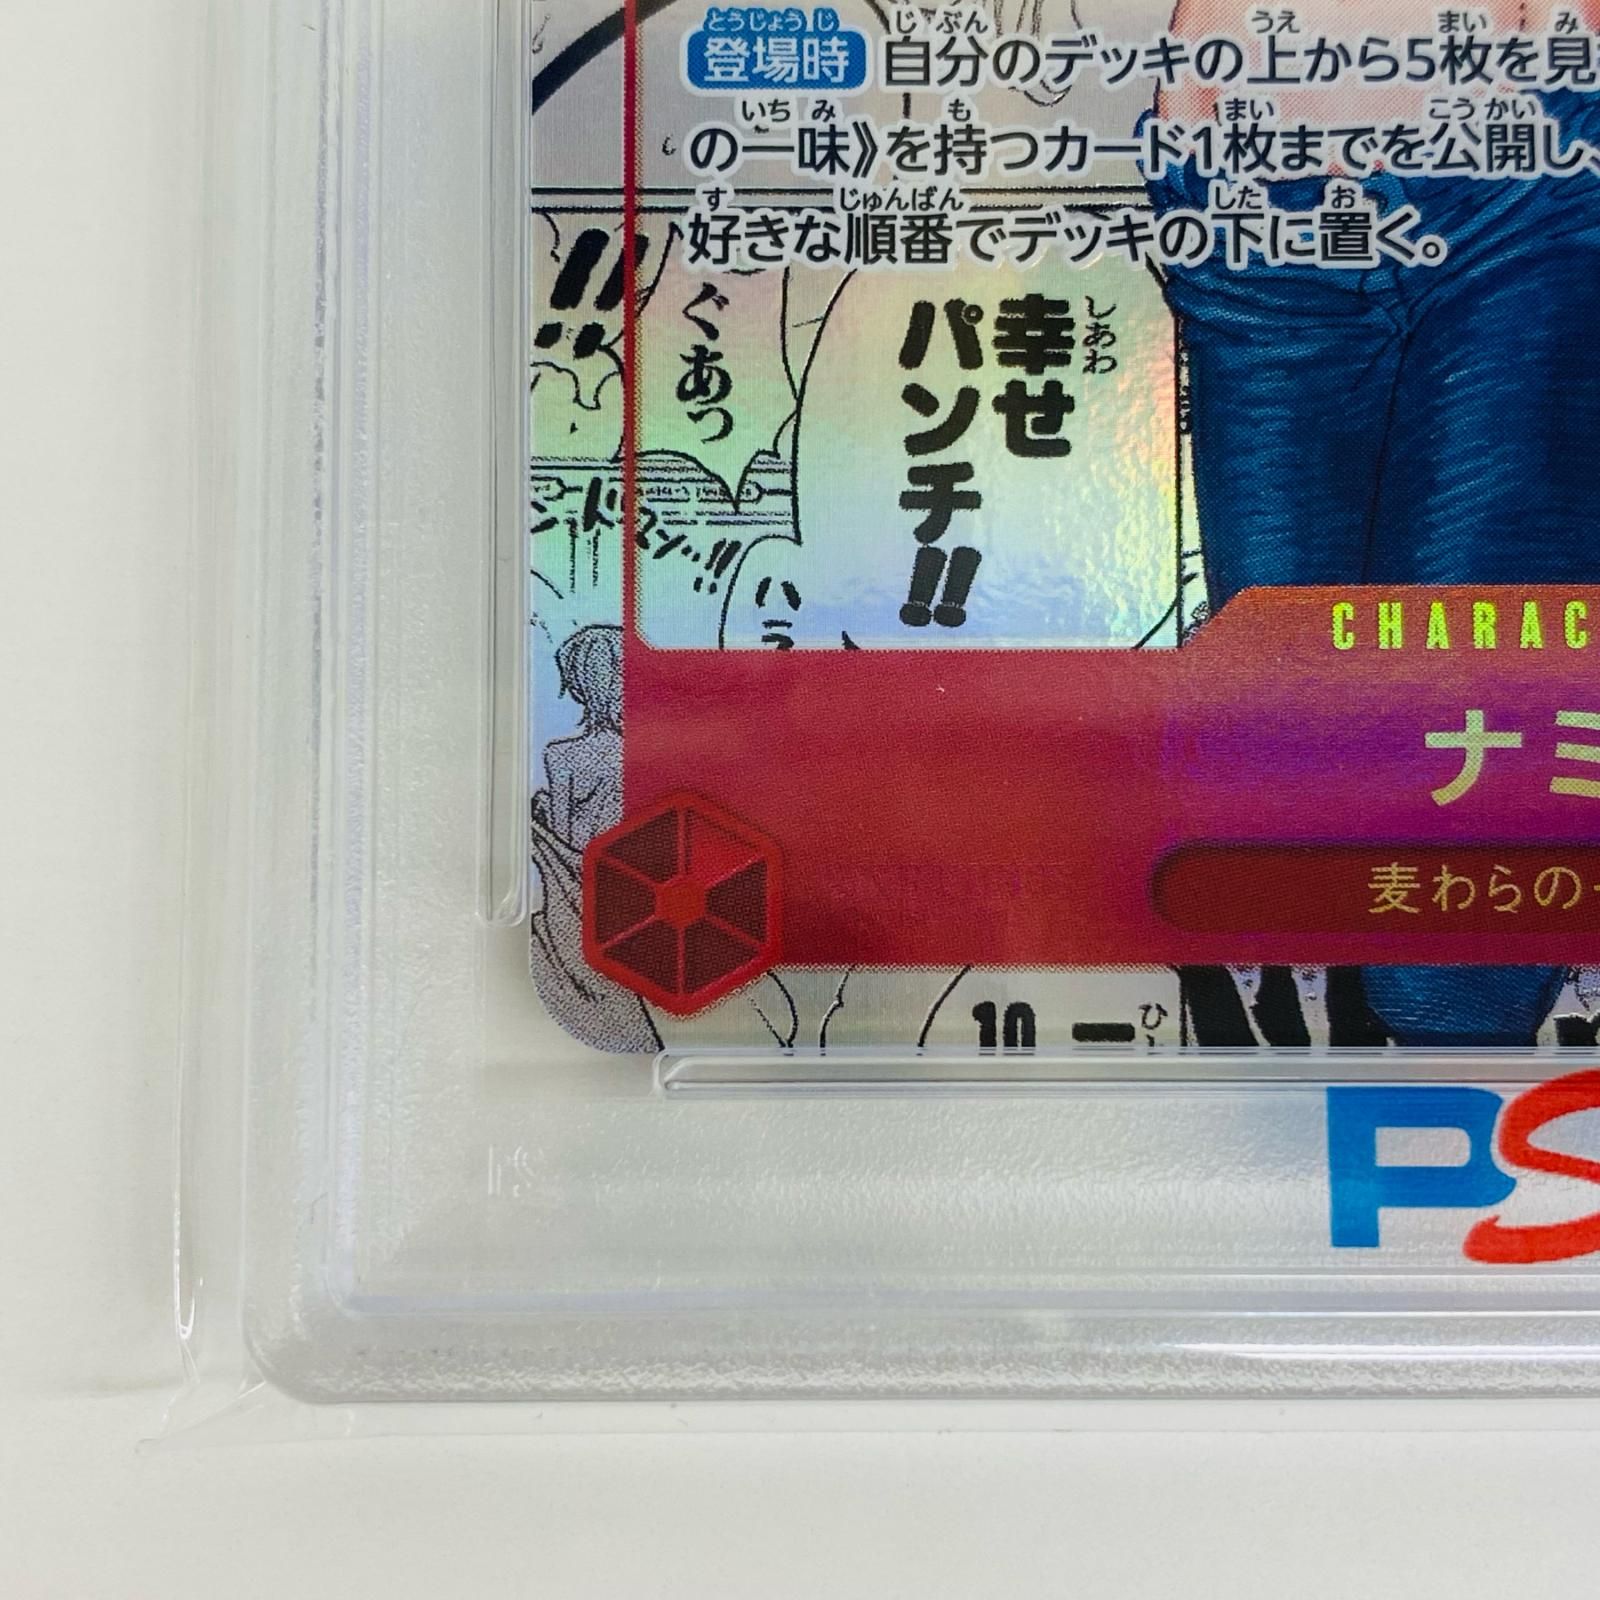 登場時 自分のデッキの上から5枚を見
の一味》を持つカード1枚までを公開し、
好きな順番でデッキの下に置く。
!!
ぐあっ
幸せ
パンチ!!
ハラ
CHARAC
ナミ
麦わらの
10
一
PS